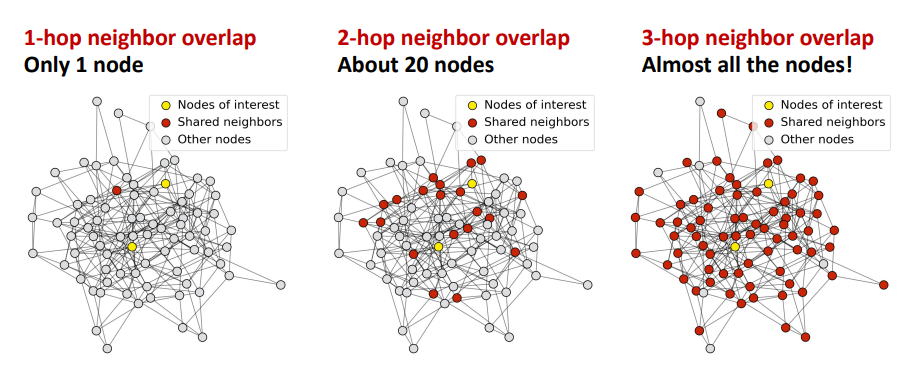 1-hop neighbor overlap
Only 1 node
Nodes of interest
Shared neighbors
Other nodes
2-hop neighbor overlap
About 20 nodes
Nodes of interest
Shared neighbors
Other nodes
3-hop neighbor overlap
Almost all the nodes!
Nodes of interest
Shared neighbors
Other nodes